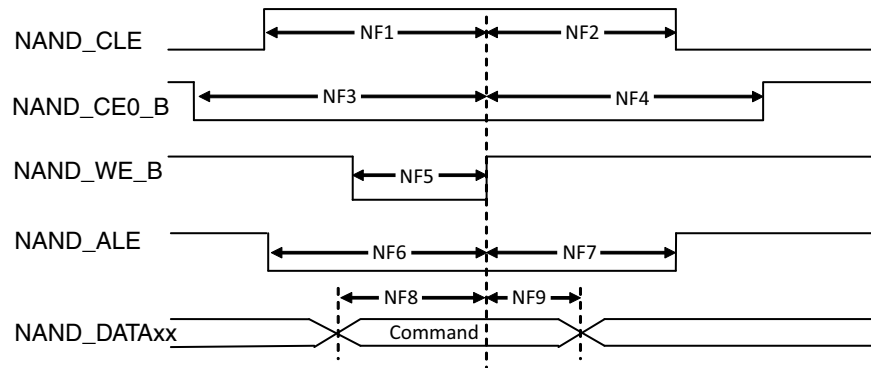 NAND_CLE NF1 NF2
NAND_CE0_B NF3 NF4
NAND_WE_B NF5
NAND_ALE NF6 NF7
NF8 NF9
NAND_DATAxx Command